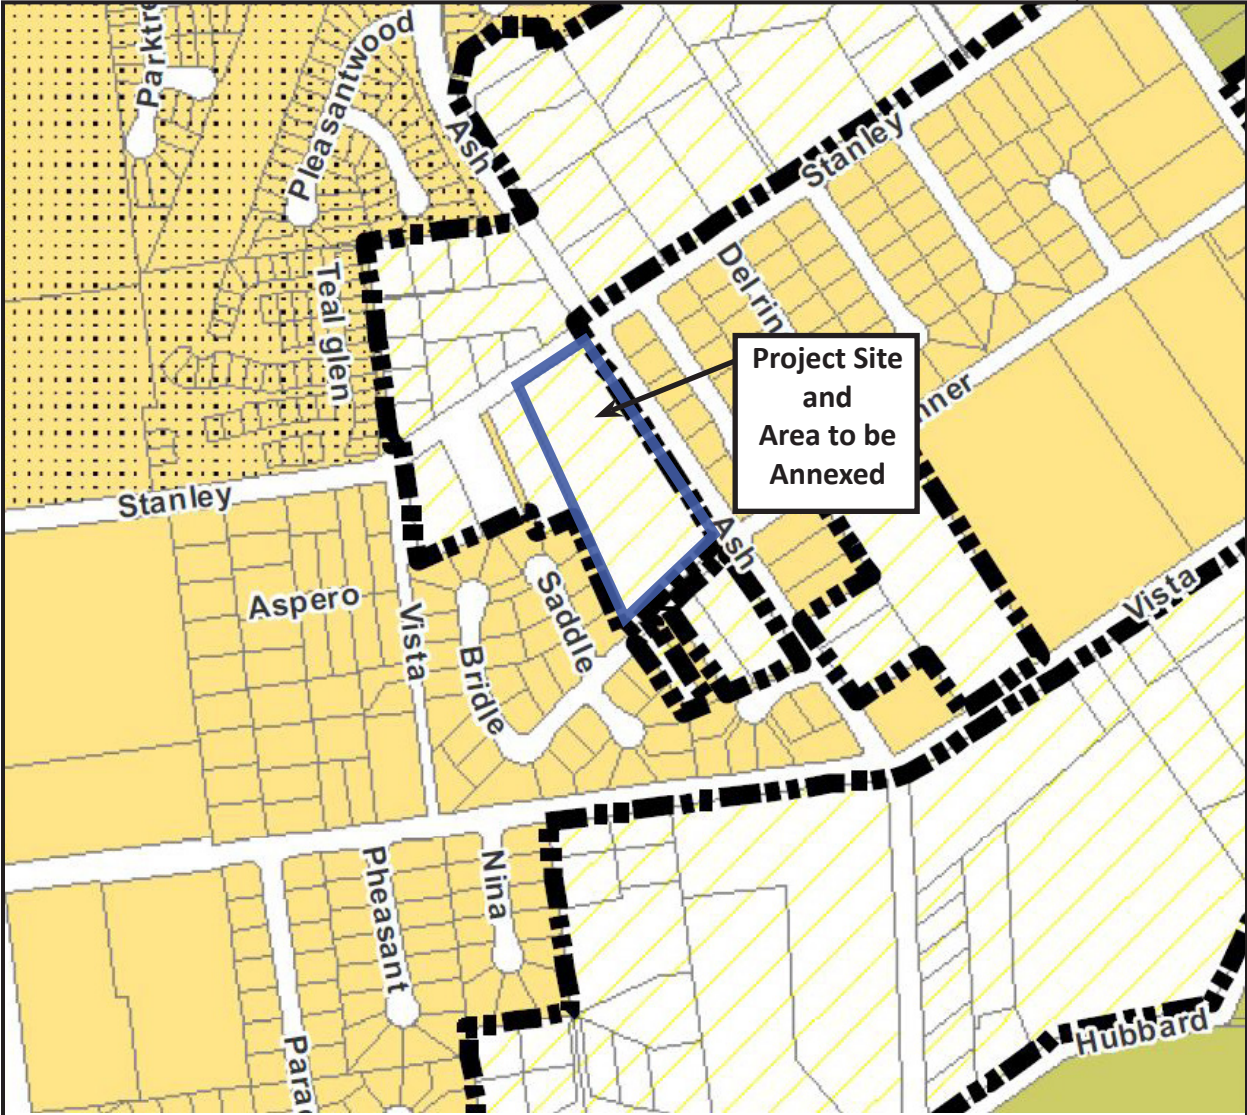 Parktre
Pleasantwood
Ash
Stanley
Teal glen
Del rin
Project Site
and
Area to be
Annexed
nner
Stanley
Ash
Vista
Aspero
Vista
Saddle
Bridle
Pheasant
Nina
Hubbard
Parac